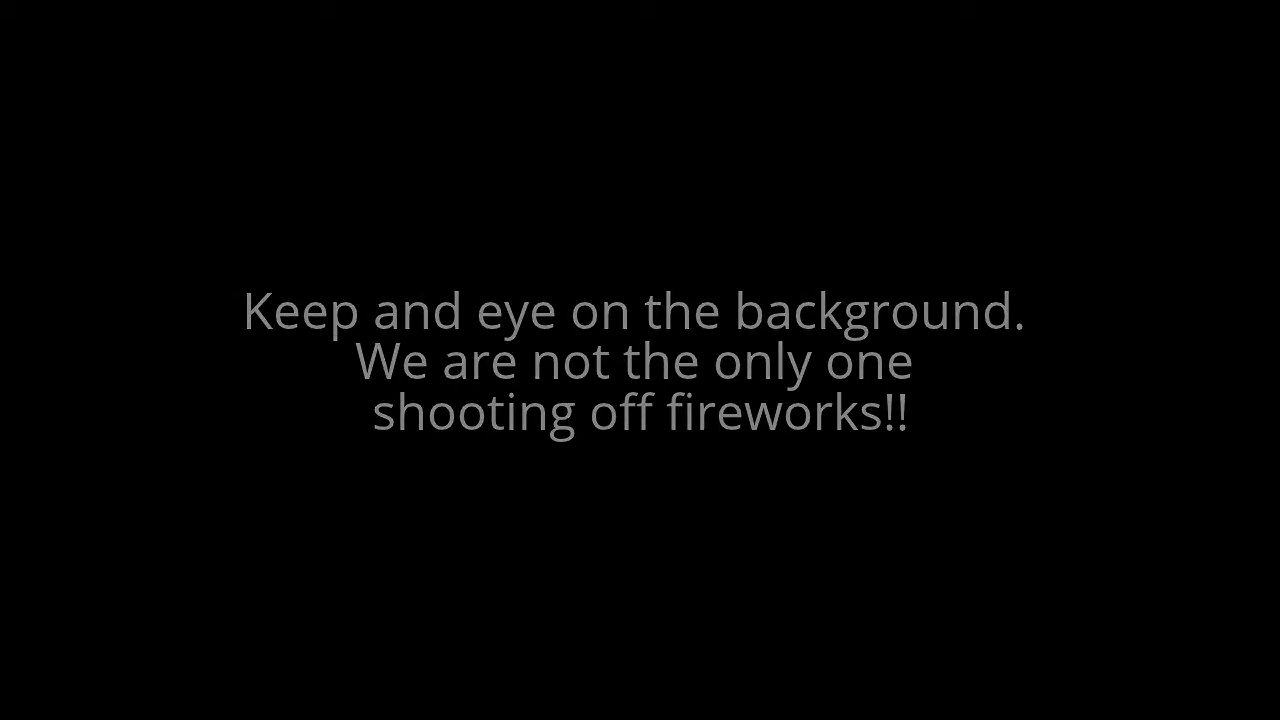 Keep and eye on the background.
We are not the only one
shooting off fireworks!!